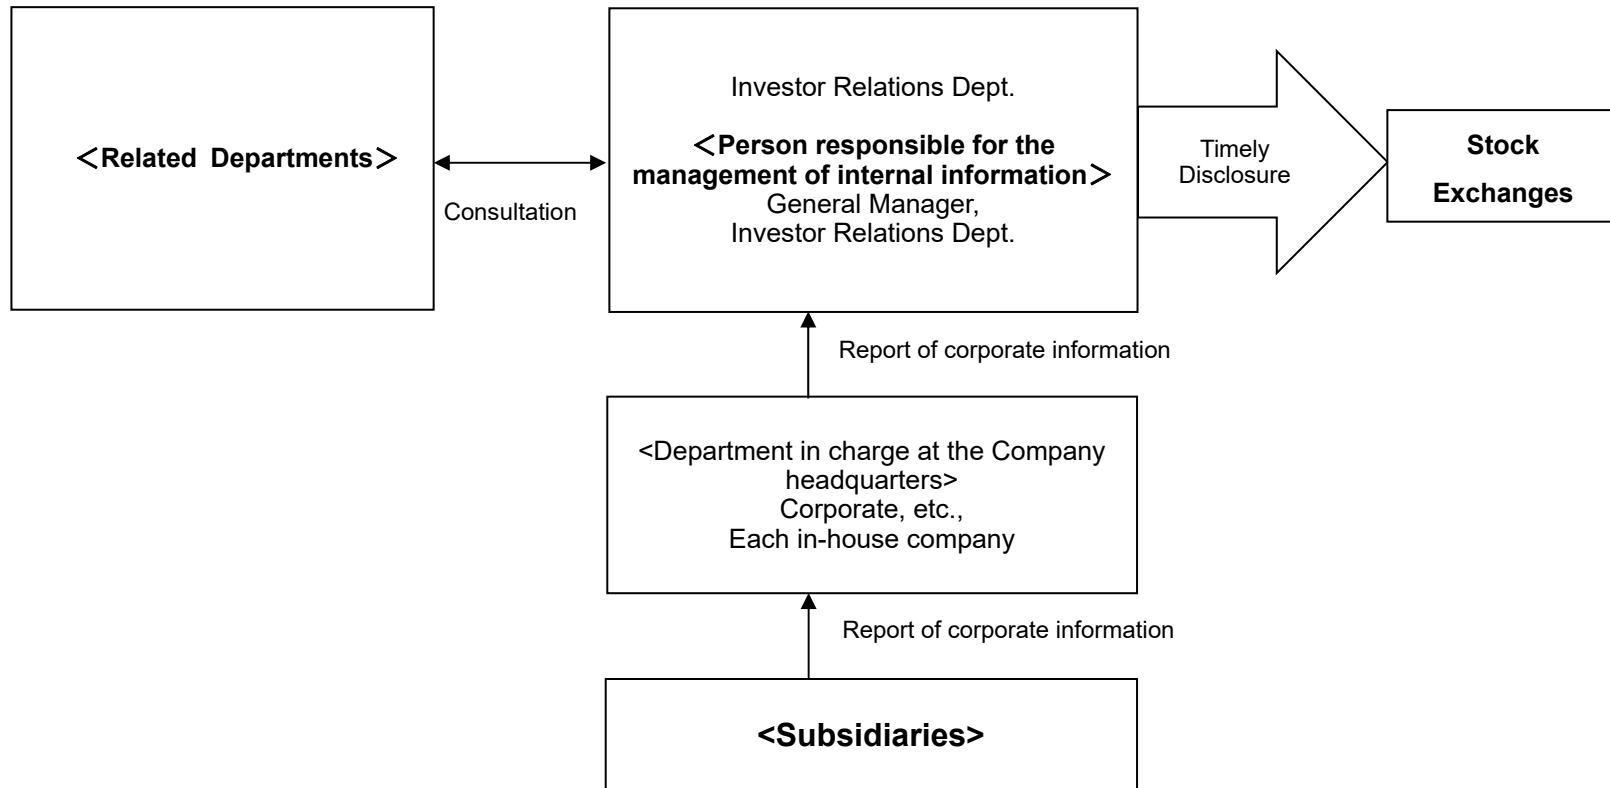 Investor Relations Dept.
＜Related Departments＞
＜Person responsible for the
management of internal information＞
General Manager,
Investor Relations Dept.
Consultation
Timely
Disclosure
Stock
Exchanges
Report of corporate information
<Department in charge at the Company
headquarters>
Corporate, etc.,
Each in-house company
Report of corporate information
<Subsidiaries>